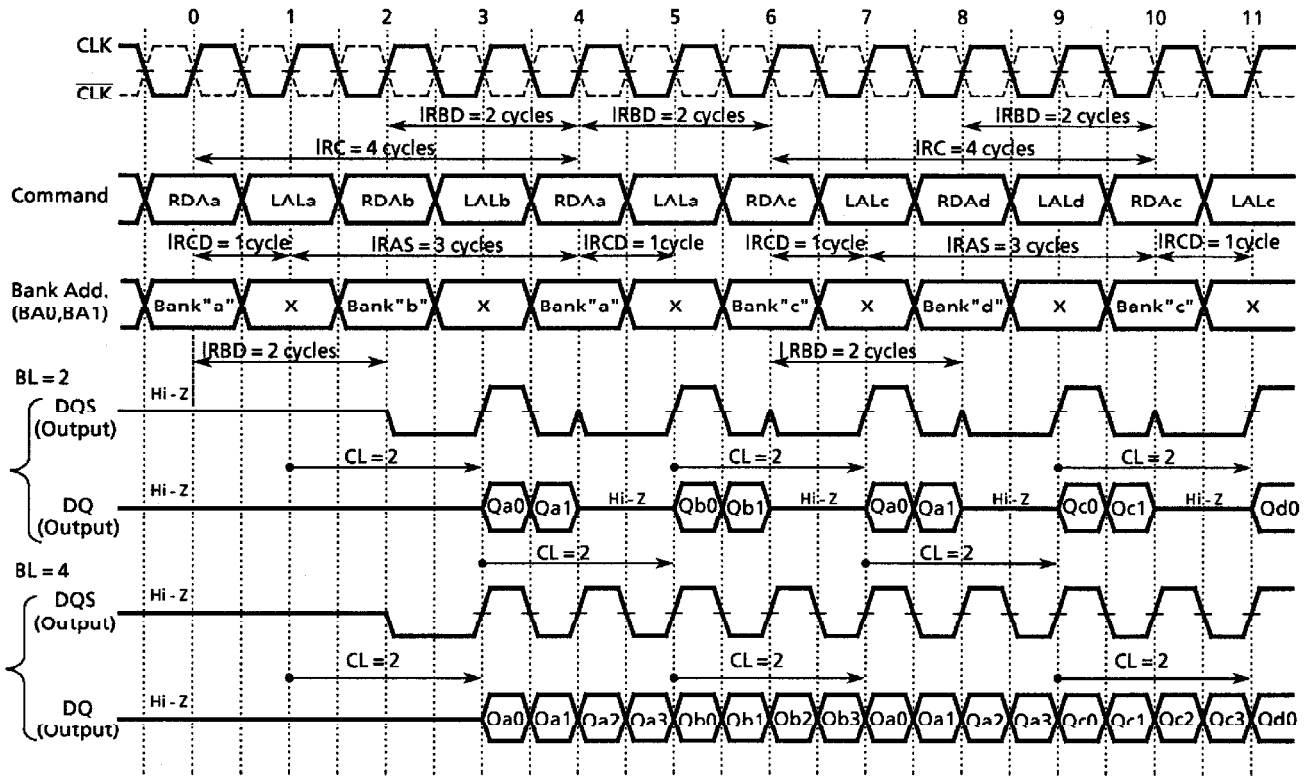 0 1 2 3 4 5 6 7 8 9 10 11
CLK
CLK
IRBD = 2 cycles IRBD = 2 cycles IRBD = 2 cycles
IRC = 4 cycles IRC = 4 cycles
Command RDAa LALa RDAb LALb RDAa LALa RDAc LALc RDAd LALd RDAc LALc
IRCD = 1cycle IRAS = 3 cycles IRCD = 1cycle IRCD = 1cycle IRAS = 3 cycles IRCD = 1cycle
Bank Add. (BA0,BA1) Bank"a" X Bank"b" X Bank"a" X Bank"c" X Bank"d" X Bank"c" X
IRBD = 2 cycles IRBD = 2 cycles
BL = 2
DQS (Output) Hi-Z
CL = 2 CL = 2 CL = 2
DQ (Output) Hi-Z Qa0 Qa1 Hi-Z Qb0 Qb1 Hi-Z Qa0 Qa1 Hi-Z Qc0 Qc1 Hi-Z Qd0
CL = 2 CL = 2
BL = 4
DQS (Output) Hi-Z
CL = 2 CL = 2 CL = 2
DQ (Output) Hi-Z Qa0 Qa1 Qa2 Qa3 Qb0 Qb1 Qb2 Qb3 Qa0 Qa1 Qa2 Qa3 Qc0 Qc1 Qc2 Qc3 Qd0